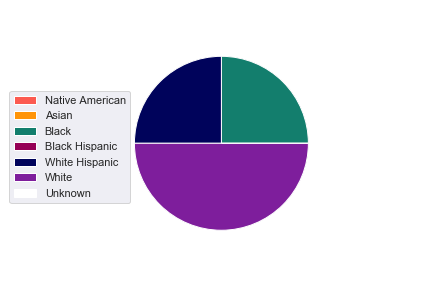 Native American
Asian
Black
Black Hispanic
White Hispanic
White
Unknown